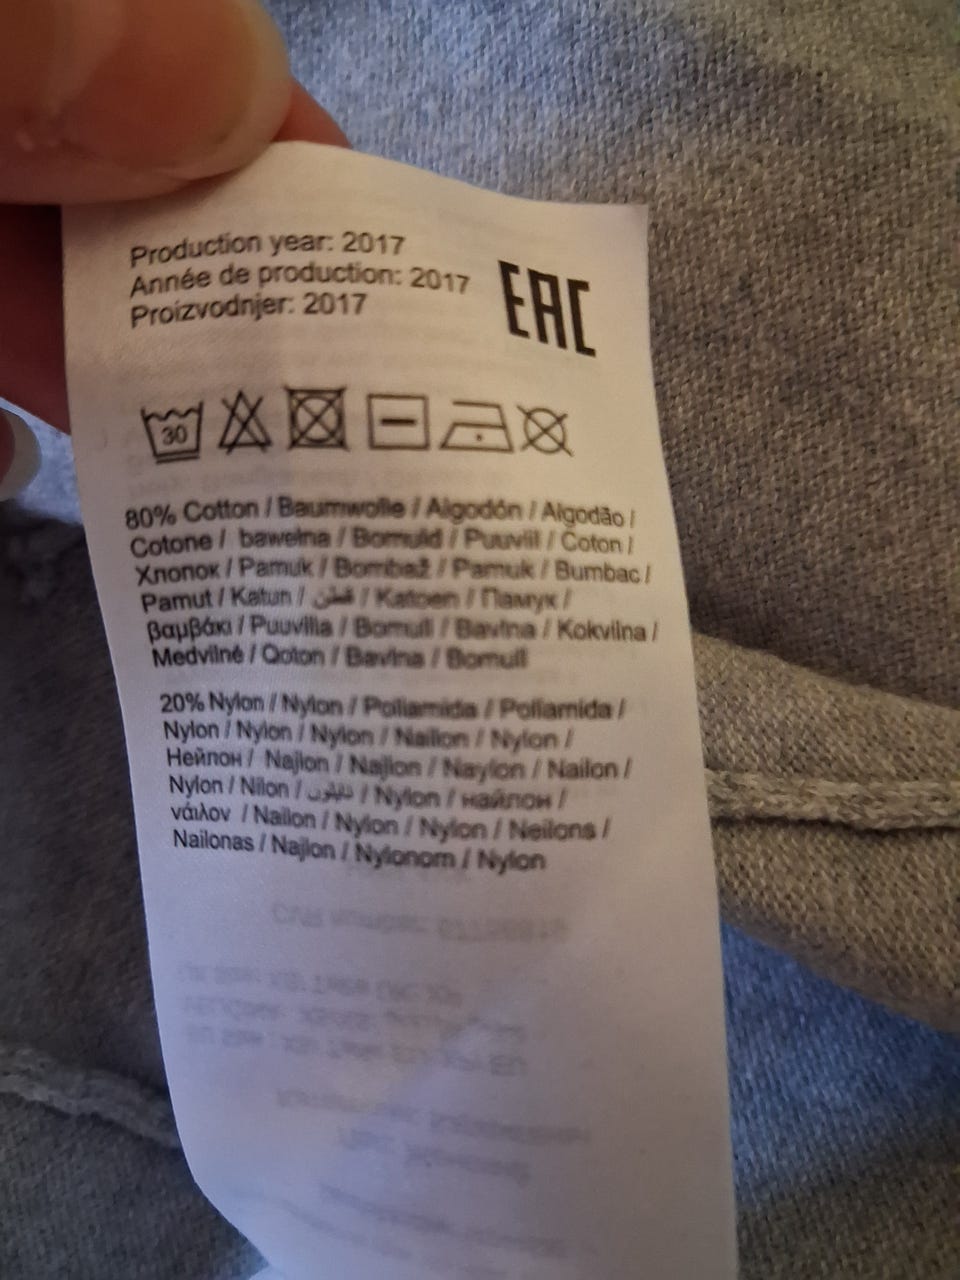 Production year: 2017
Année de production: 2017
Proizvodnjer: 2017
EAC
30
80% Cotton / Baumwolle / Algodón / Algodão /
Cotone / bawełna / Bomuld / Puuvill / Coton /
Хлопок / Pamuk / Bombaž / Pamuk / Bumbac /
Pamut / Katun / قطن / Katoen / Памук /
βαμβάκι / Puuvilla / Bomull / Bavlna / Kokvilna /
Medvilné / Qoton / Bavlna / Bomull
20% Nylon / Nylon / Poliamida / Poliamida /
Nylon / Nylon / Nylon / Nailon / Nylon /
Нейлон / Najlon / Najlon / Naylon / Nailon /
Nylon / Nilon / نايلون / Nylon / найлон /
νάιλον / Nailon / Nylon / Nylon / Neilons /
Nailonas / Najlon / Nylonom / Nylon